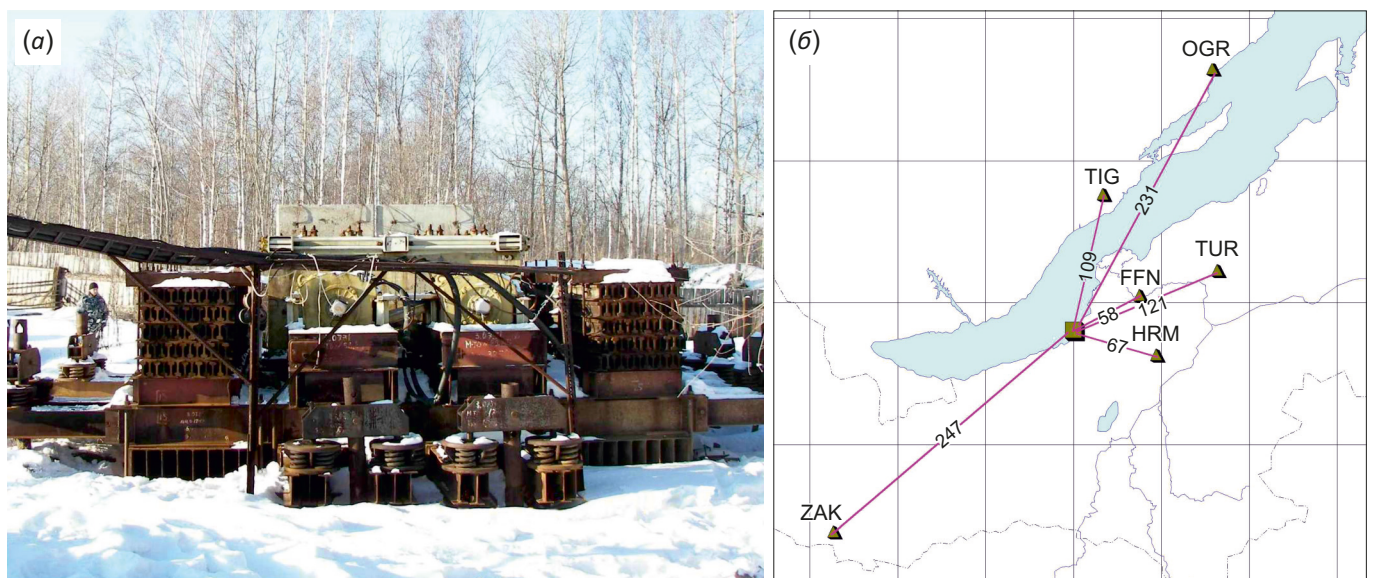 (а)
(б)
OGR
TIG
231
TUR
109
FFN
58
121
HRM
67
247
ZAK